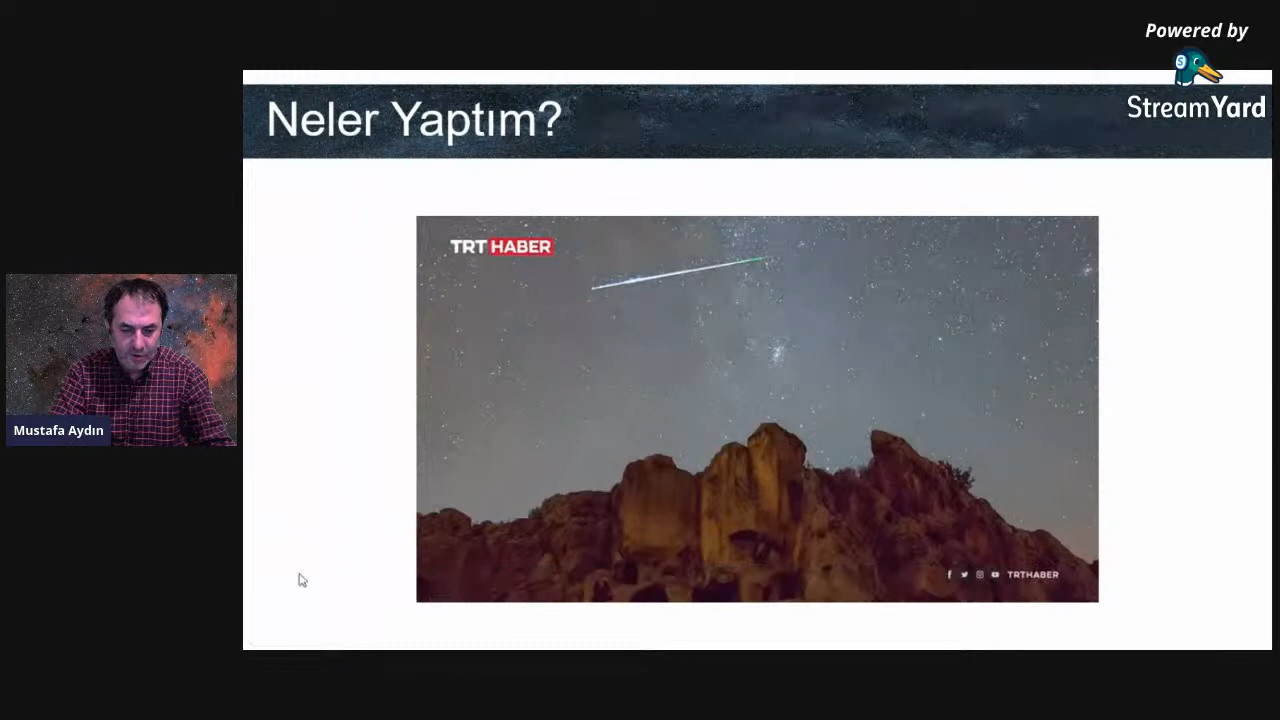 Powered by
StreamYard
Neler Yaptım?
TRT HABER
Mustafa Aydın
TRTHABER